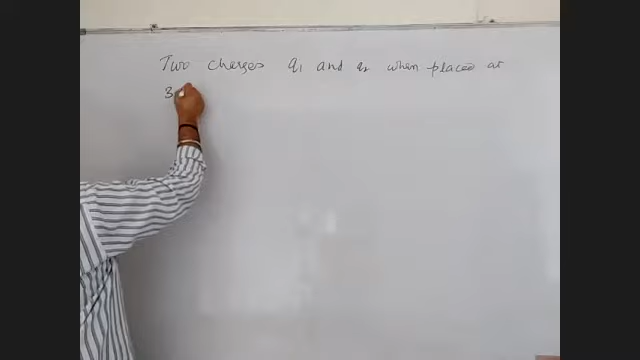 Two charges q1 and q2 when placed at
3